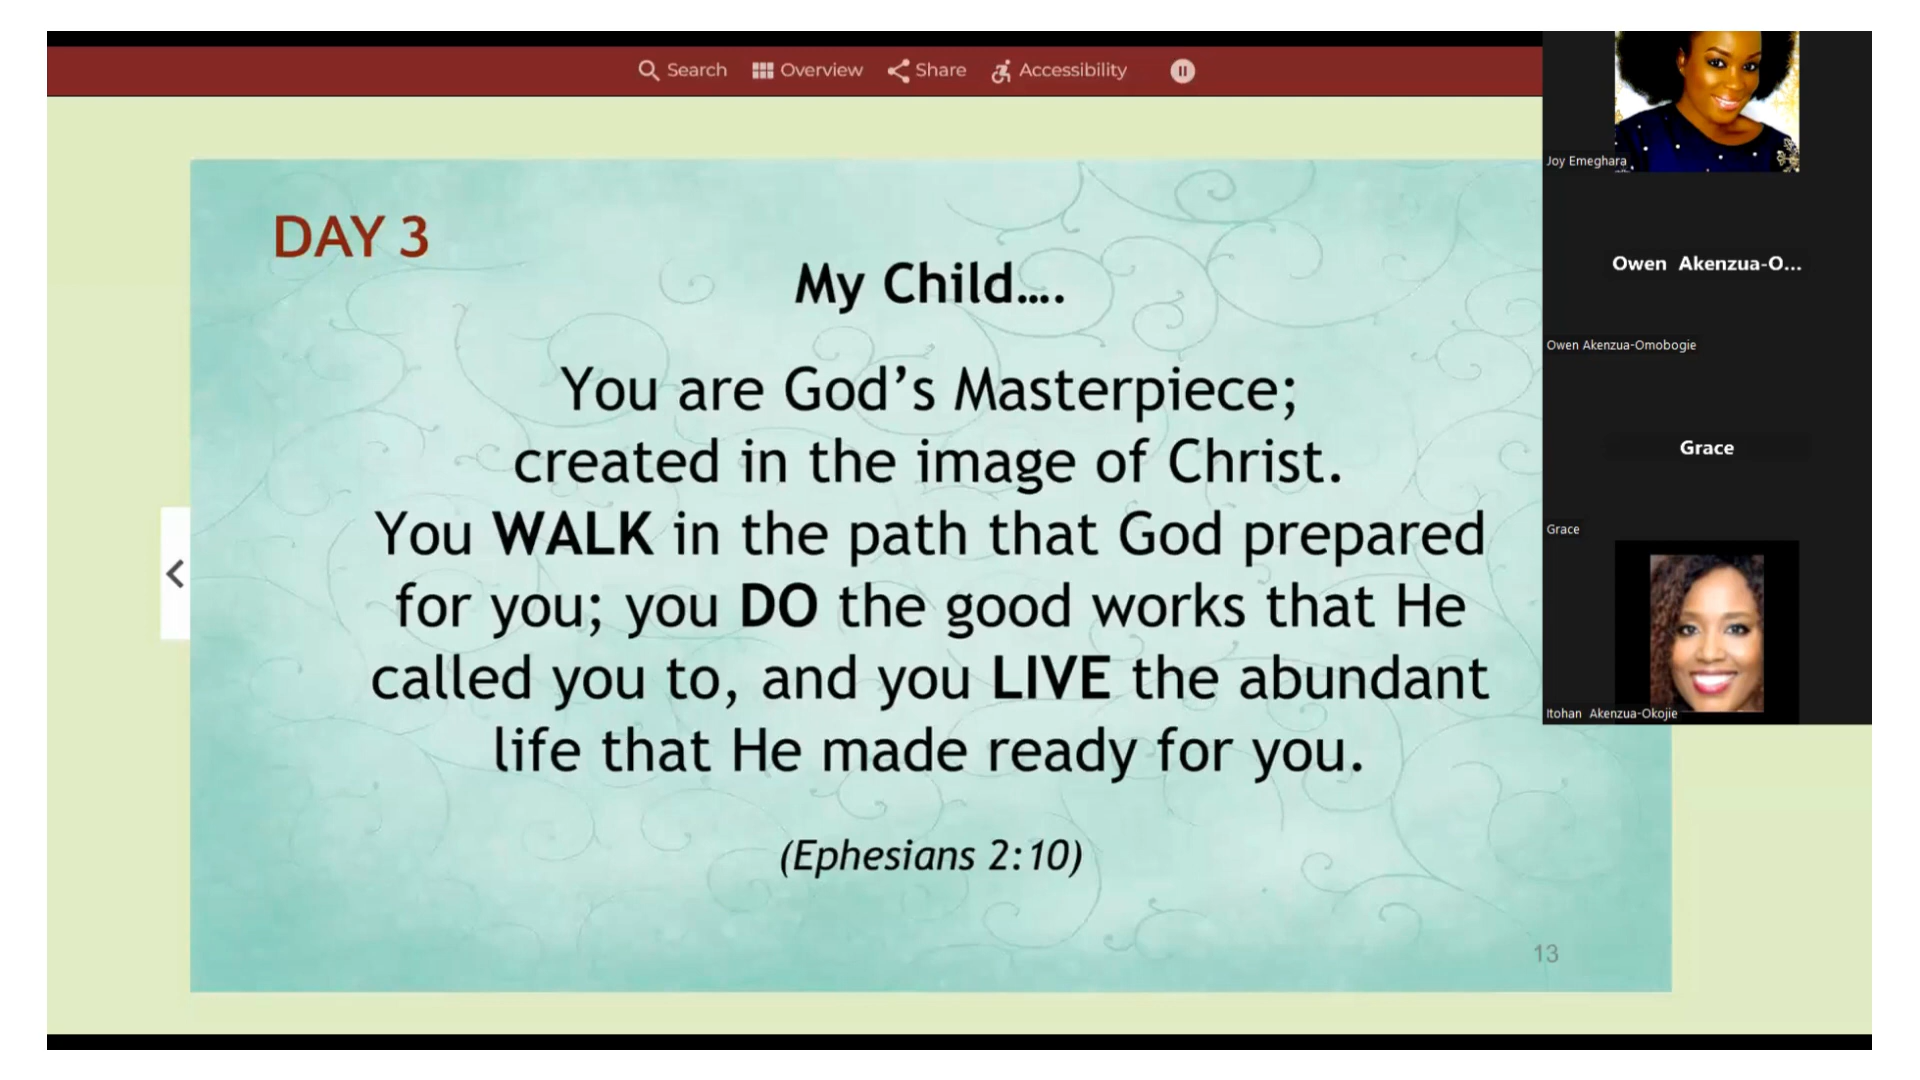 Search Overview Share Accessibility
DAY 3
My Child....
You are God’s Masterpiece;
created in the image of Christ.
You WALK in the path that God prepared
for you; you DO the good works that He
called you to, and you LIVE the abundant
life that He made ready for you.
(Ephesians 2:10)
13
Joy Emeghara
Owen Akenzua-O...
Owen Akenzua-Omobogie
Grace
Grace
Itohan Akenzua-Okojie